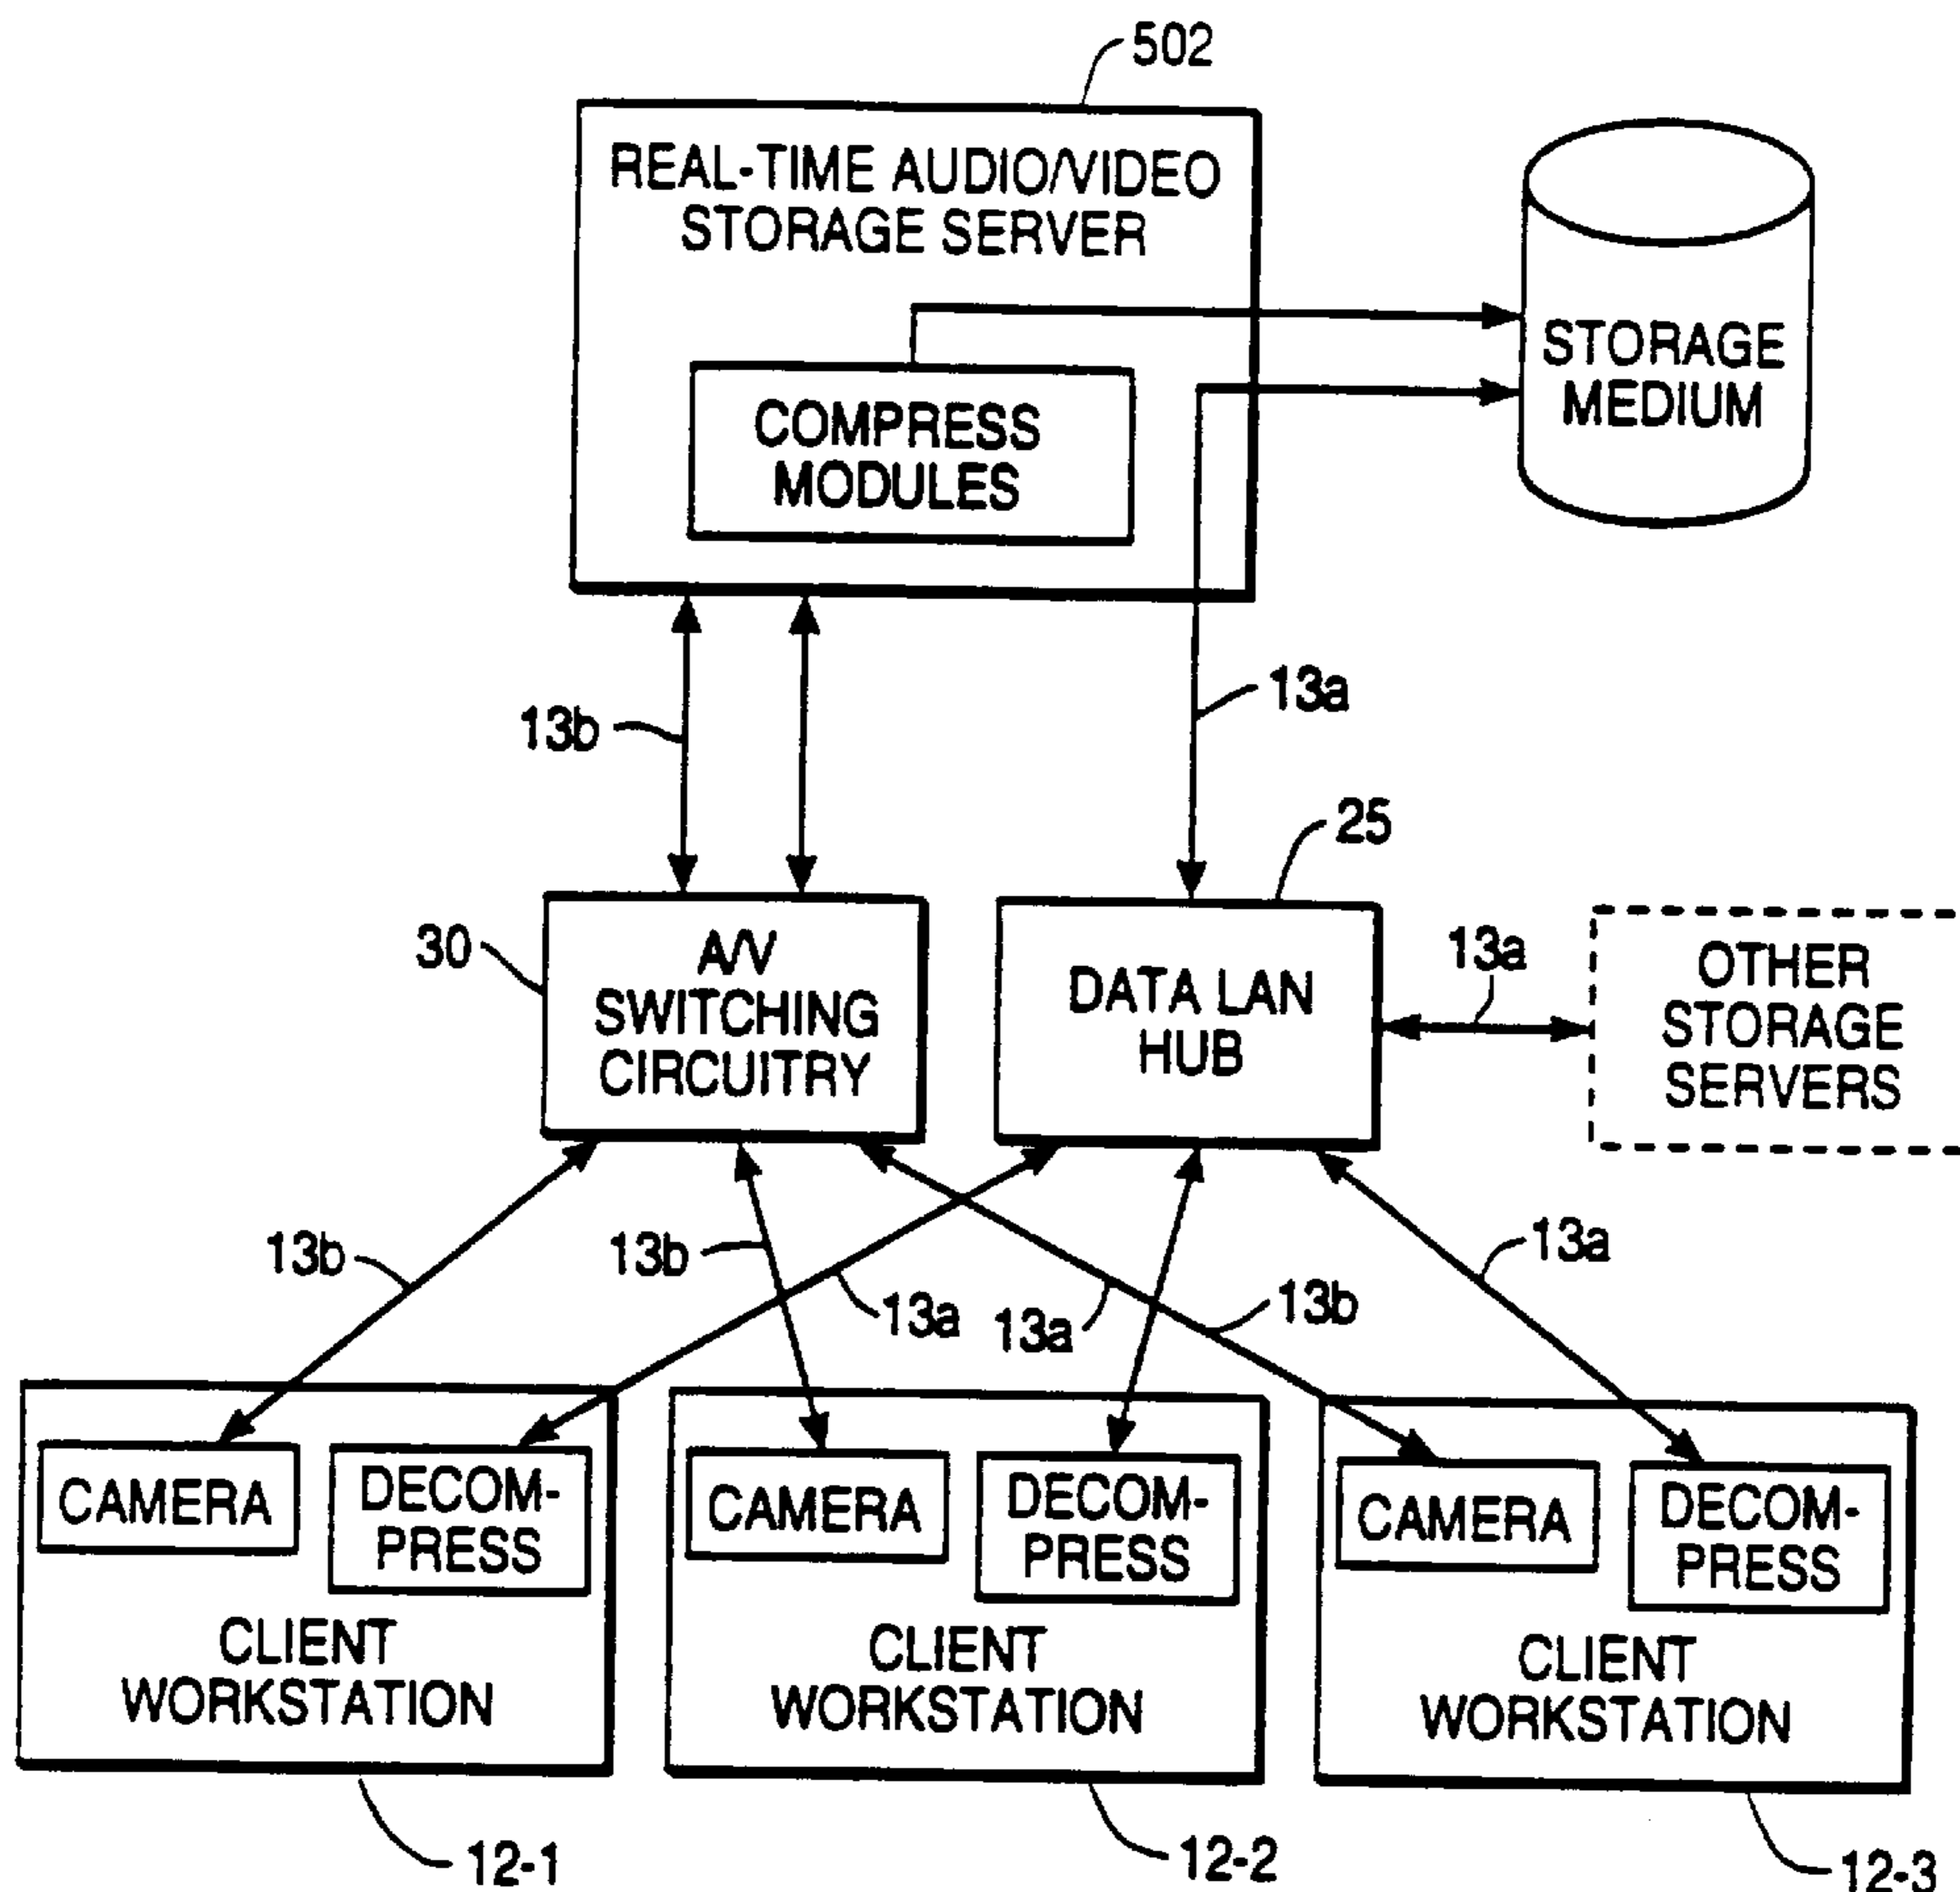 502
REAL-TIME AUDIO/VIDEO
STORAGE SERVER
COMPRESS
MODULES
STORAGE
MEDIUM
13b
13a
25
30
A/V
SWITCHING
CIRCUITRY
DATA LAN
HUB
13a
OTHER
STORAGE
SERVERS
13b
13b
13a
13a
13b
13a
CAMERA
DECOM-
PRESS
CLIENT
WORKSTATION
CAMERA
DECOM-
PRESS
CLIENT
WORKSTATION
CAMERA
DECOM-
PRESS
CLIENT
WORKSTATION
12-1
12-2
12-3